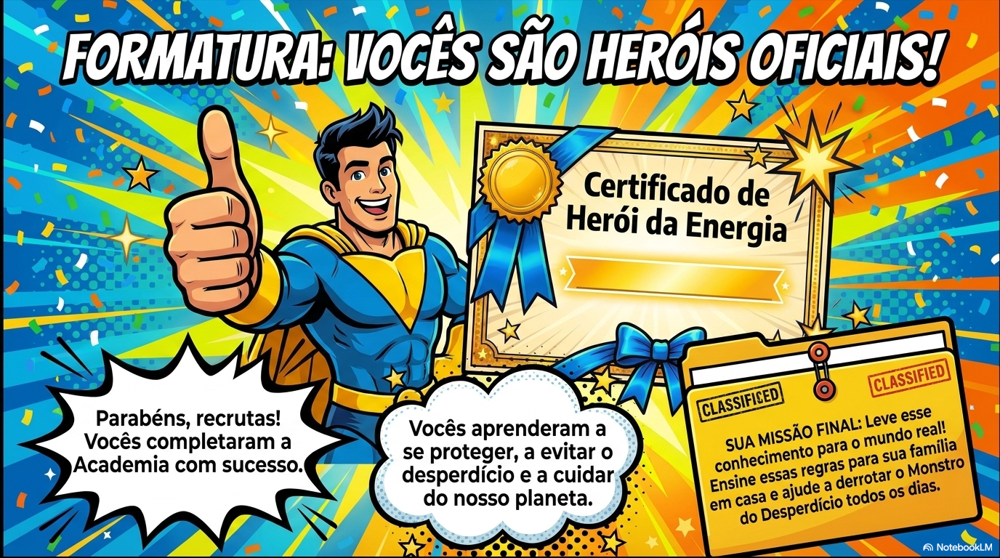 FORMATURA: VOCÊS SÃO HERÓIS OFICIAIS!
Certificado de
Herói da Energia
Parabéns, recrutas!
Vocês completaram a
Academia com sucesso.
Vocês aprenderam a
se proteger, a evitar o
desperdício e a cuidar
do nosso planeta.
CLASSIFIED
CLASSIFIED
SUA MISSÃO FINAL: Leve esse
conhecimento para o mundo real!
Ensine essas regras para sua família
em casa e ajude a derrotar o Monstro
do Desperdício todos os dias.
NotebookLM